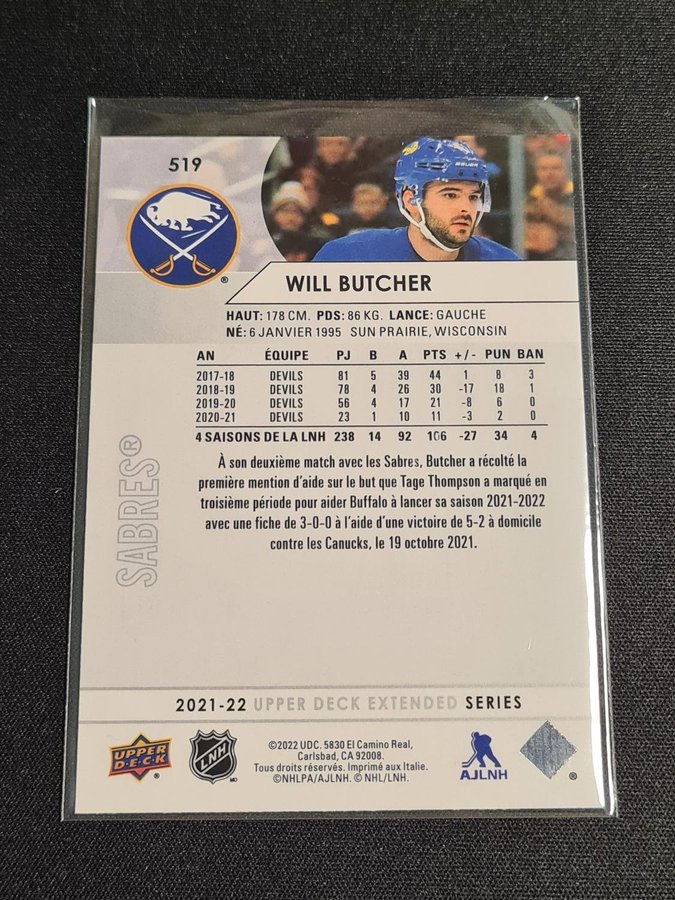 519
®
WILL BUTCHER
HAUT: 178 CM. PDS: 86 KG. LANCE: GAUCHE
NÉ: 6 JANVIER 1995 SUN PRAIRIE, WISCONSIN
AN ÉQUIPE PJ B A PTS +/- PUN BAN
2017-18 DEVILS 81 5 39 44 1 8 3
2018-19 DEVILS 78 4 26 30 -17 18 1
2019-20 DEVILS 56 4 17 21 -8 6 0
2020-21 DEVILS 23 1 10 11 -3 2 0
4 SAISONS DE LA LNH 238 14 92 106 -27 34 4
À son deuxième match avec les Sabres, Butcher a récolté la
première mention d'aide sur le but que Tage Thompson a marqué en
troisième période pour aider Buffalo à lancer sa saison 2021-2022
avec une fiche de 3-0-0 à l'aide d'une victoire de 5-2 à domicile
contre les Canucks, le 19 octobre 2021.
SABRES®
2021-22 UPPER DECK EXTENDED SERIES
UPPER
D·E·C·K
LNH
©2022 UDC. 5830 El Camino Real,
Carlsbad, CA 92008.
Tous droits réservés. Imprimé aux Italie.
©NHLPA/AJLNH. © NHL/LNH.
AJLNH
®